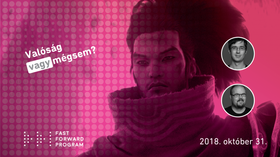 Valóság
vagy mégsem?
FAST
FORWARD
PROGRAM
2018. október 31.